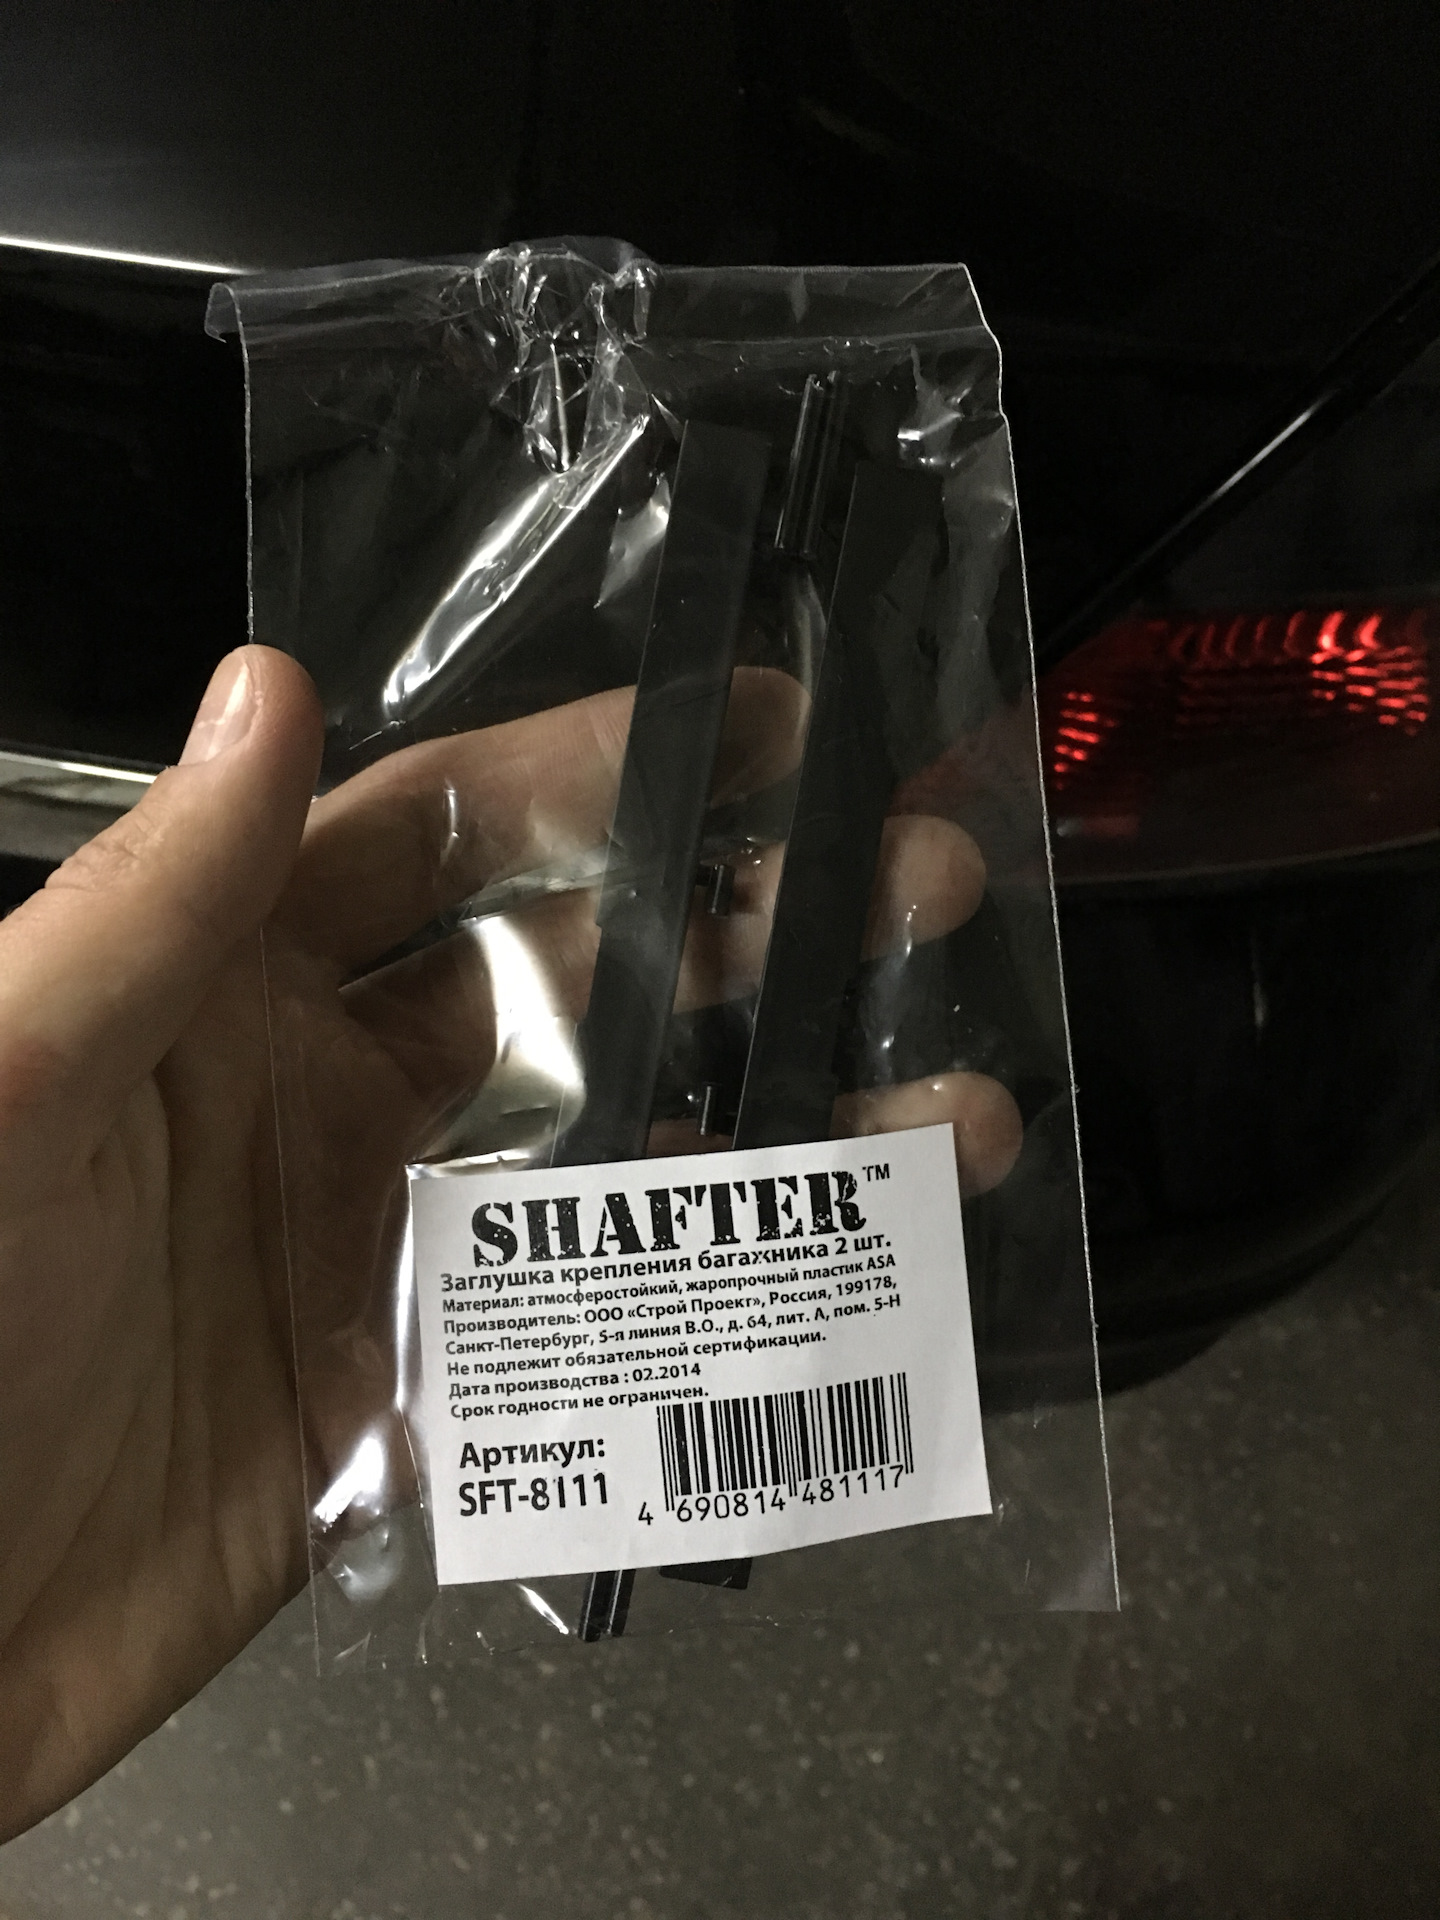 SHAFTER™
Заглушка крепления багажника 2 шт.
Материал: атмосферостойкий, жаропрочный пластик ASA
Производитель: ООО «Строй Проект», Россия, 199178,
Санкт-Петербург, 5-я линия В.О., д. 64, лит. А, пом. 5-Н
Не подлежит обязательной сертификации.
Дата производства : 02.2014
Срок годности не ограничен.
Артикул:
SFT-8111
4 690814 481117